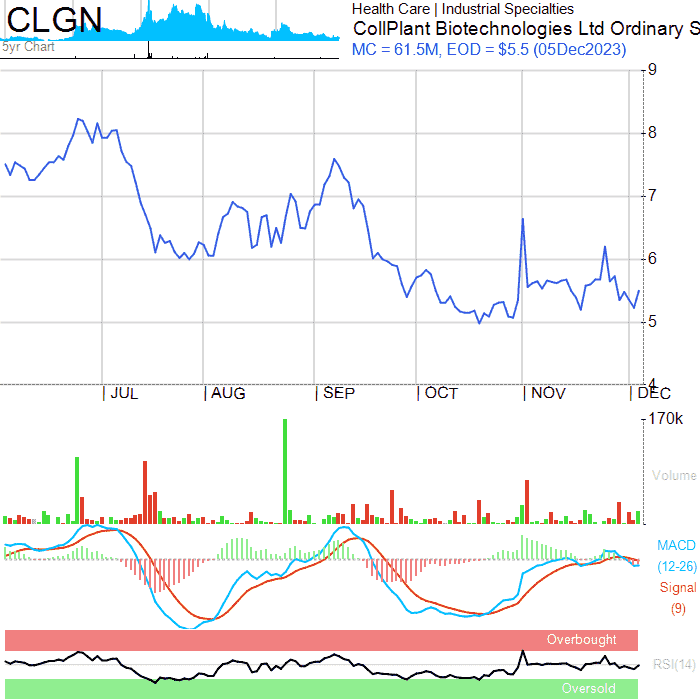 CLGN
5yr Chart
Health Care | Industrial Specialties
CollPlant Biotechnologies Ltd Ordinary S
MC = 61.5M, EOD = $5.5 (05Dec2023)
9
8
7
6
5
4
| JUL | AUG | SEP | OCT | NOV | DEC
170k
Volume
MACD
(12-26)
Signal
(9)
Overbought
RSI(14)
Oversold